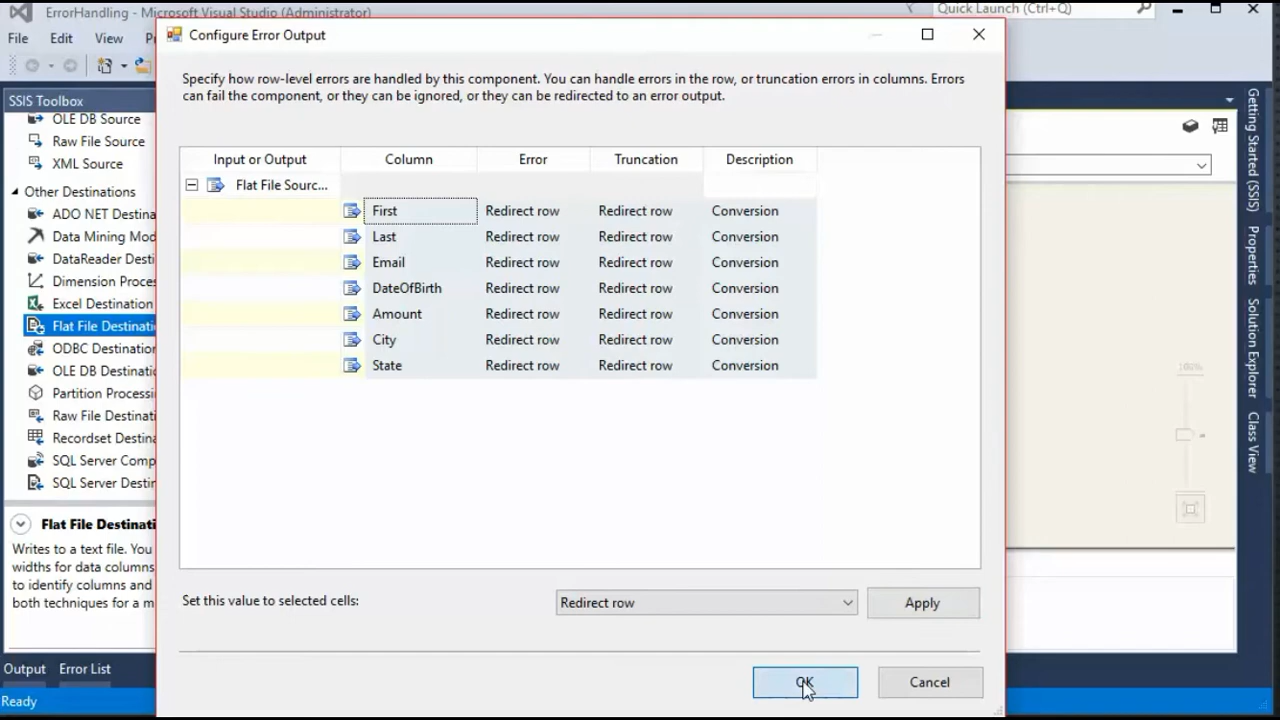 ErrorHandling - Microsoft Visual Studio (Administrator)
Quick Launch (Ctrl+Q)
File Edit View
Configure Error Output
Specify how row-level errors are handled by this component. You can handle errors in the row, or truncation errors in columns. Errors
can fail the component, or they can be ignored, or they can be redirected to an error output.
SSIS Toolbox
OLE DB Source
Raw File Source
XML Source
Other Destinations
ADO NET Destina
Data Mining Mod
DataReader Desti
Dimension Proces
Excel Destination
Flat File Destinati
ODBC Destination
OLE DB Destinatio
Partition Processi
Raw File Destinati
Recordset Destina
SQL Server Comp
SQL Server Destin
Flat File Destinati
Writes to a text file. You
widths for data columns
to identify columns and
both techniques for a m
Input or Output Column Error Truncation Description
Flat File Sourc...
First Redirect row Redirect row Conversion
Last Redirect row Redirect row Conversion
Email Redirect row Redirect row Conversion
DateOfBirth Redirect row Redirect row Conversion
Amount Redirect row Redirect row Conversion
City Redirect row Redirect row Conversion
State Redirect row Redirect row Conversion
Set this value to selected cells: Redirect row Apply
OK Cancel
Getting Started (SSIS)
Properties
Solution Explorer
Class View
100%
Output Error List
Ready